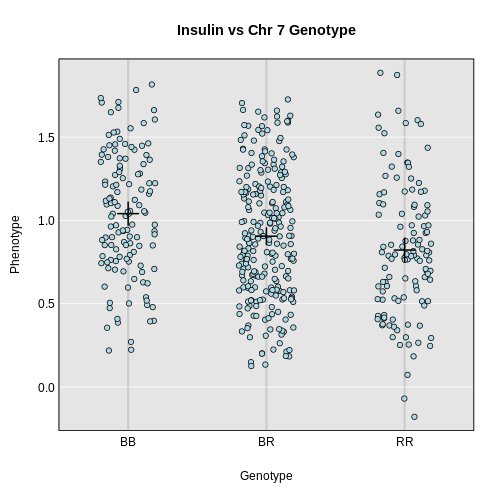 Insulin vs Chr 7 Genotype
Phenotype
1.5
1.0
0.5
0.0
BB BR RR
Genotype